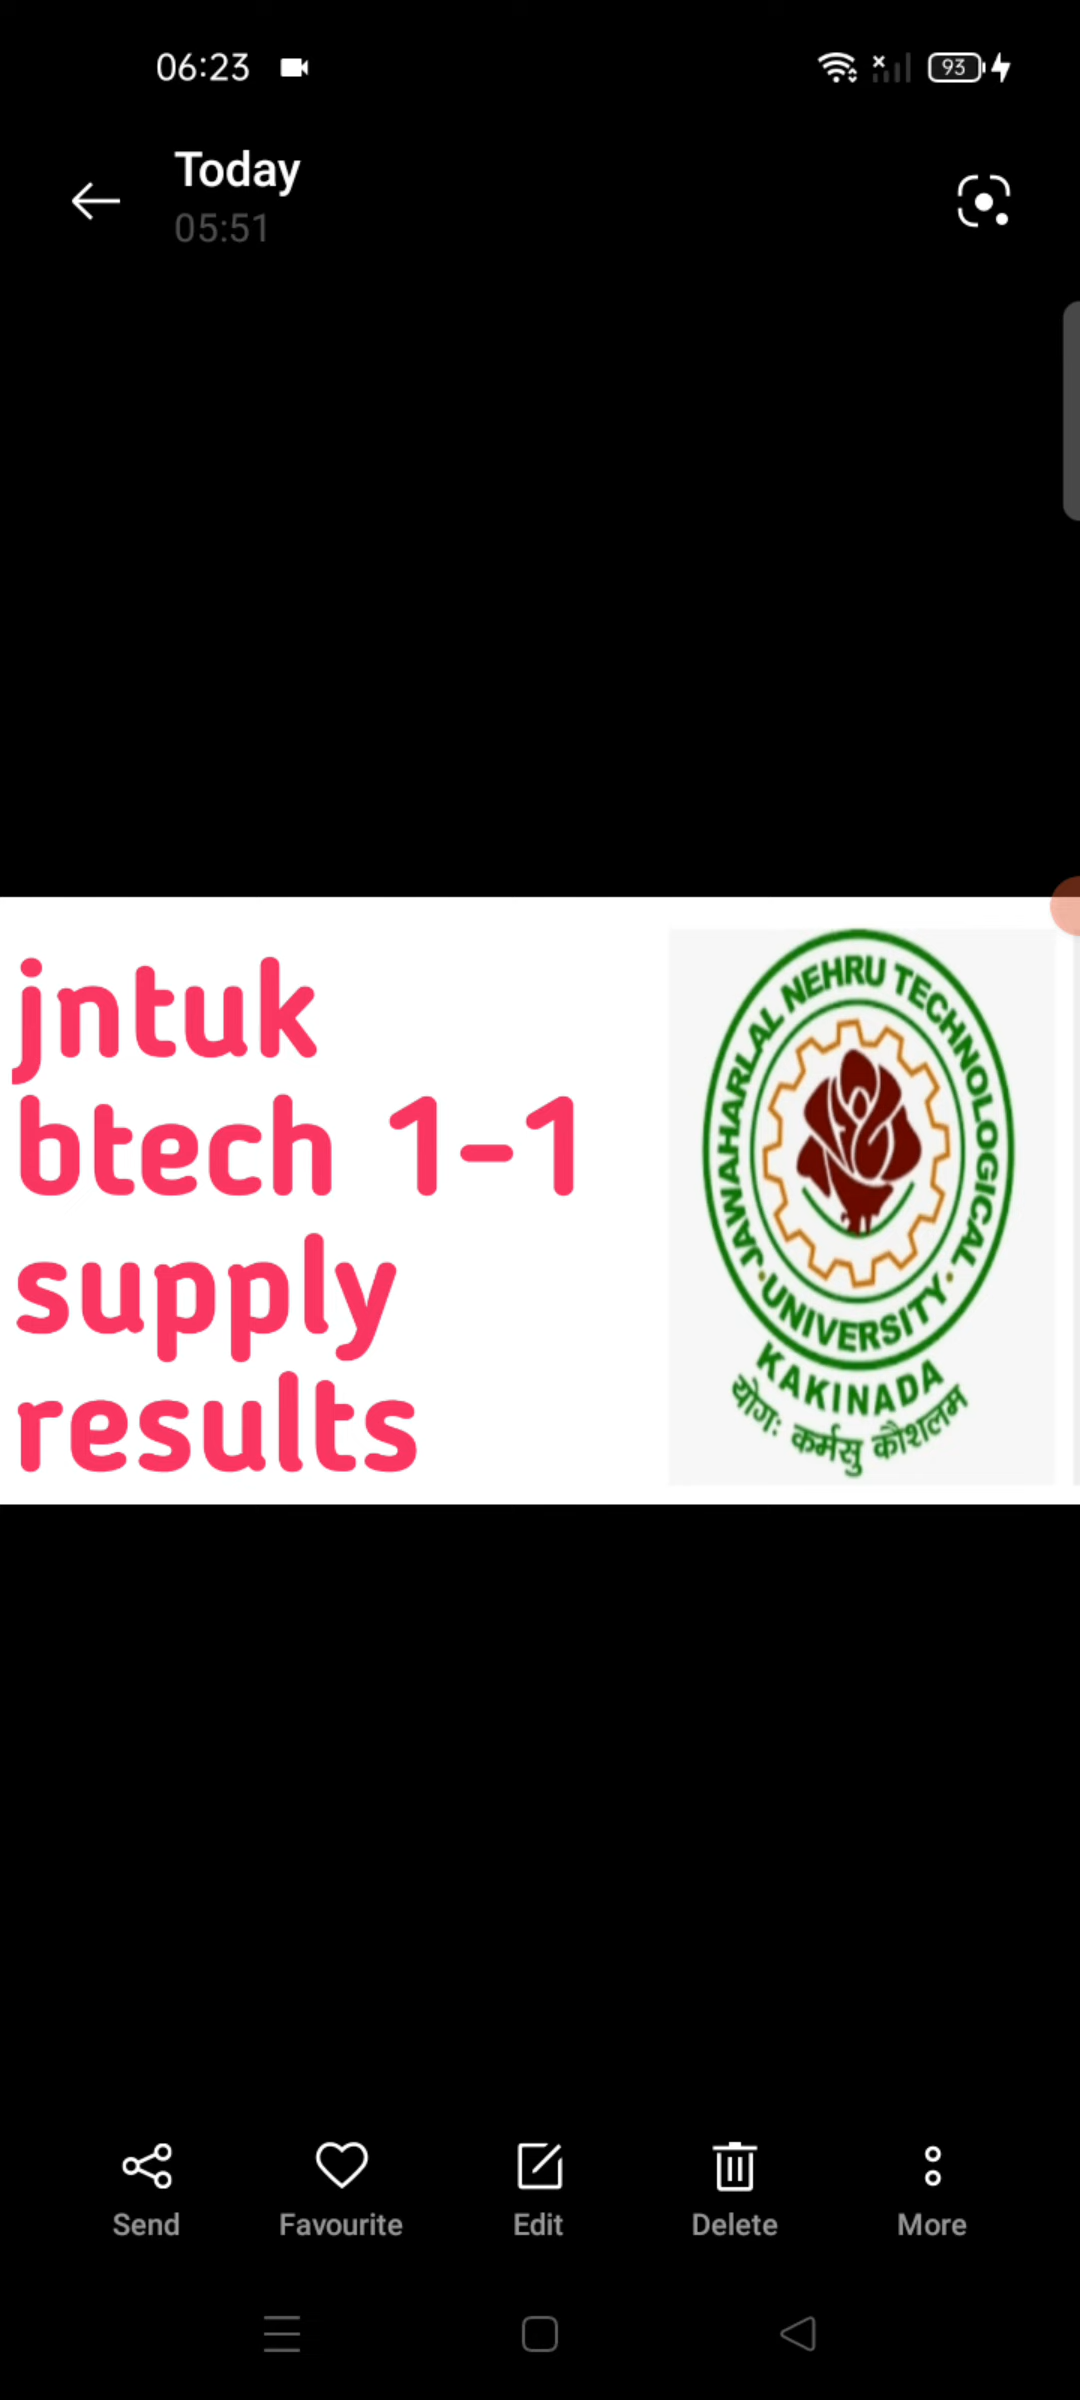 06:23
93
Today
05:51
jntuk
btech 1-1
supply
results
JAWAHARLAL NEHRU TECHNOLOGICAL
UNIVERSITY
KAKINADA
योगः कर्मसु कौशलम
Send Favourite Edit Delete More